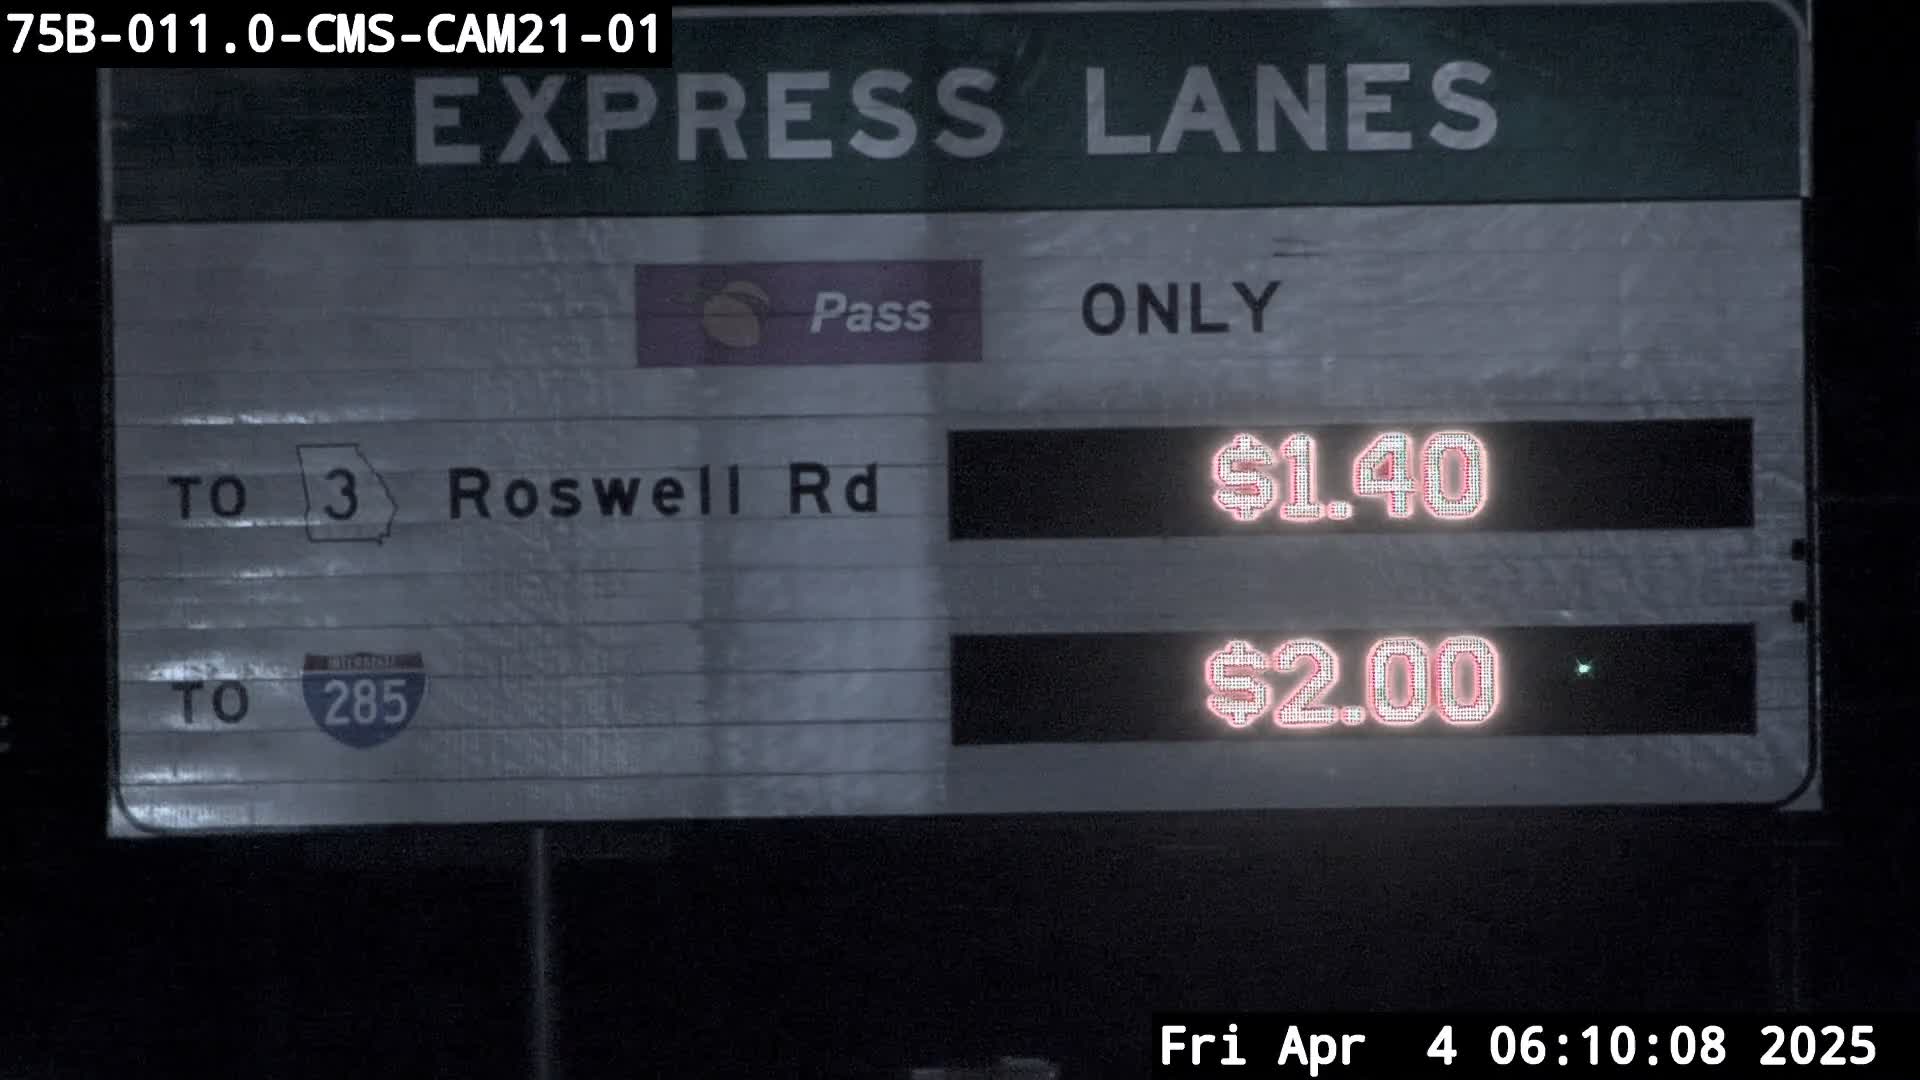 75B-011.0-CMS-CAM21-01
EXPRESS LANES
Pass ONLY
TO 3 Roswell Rd $1.40
INTERSTATE
TO 285 $2.00
Fri Apr 4 06:10:08 2025